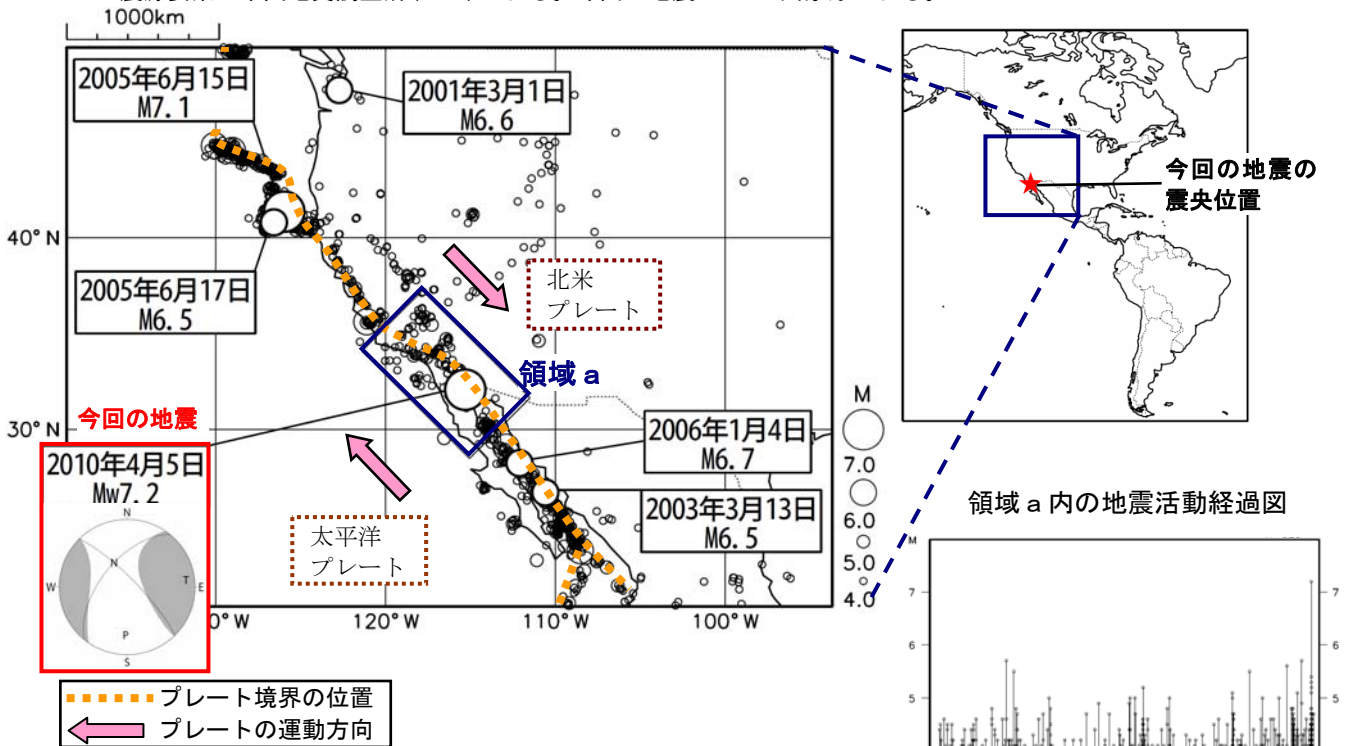 1000km
2005年6月15日
M7.1
2001年3月1日
M6.6
今回の地震の
震央位置
40°N
2005年6月17日
M6.5
北米
プレート
領域a
30°N
今回の地震
2010年4月5日
Mw7.2
N
N
W
T
E
P
S
太平洋
プレート
2006年1月4日
M6.7
2003年3月13日
M6.5
M
7.0
6.0
5.0
4.0
0°W
120°W
110°W
100°W
プレート境界の位置
プレートの運動方向
領域a内の地震活動経過図
M
7
7
6
6
5
5